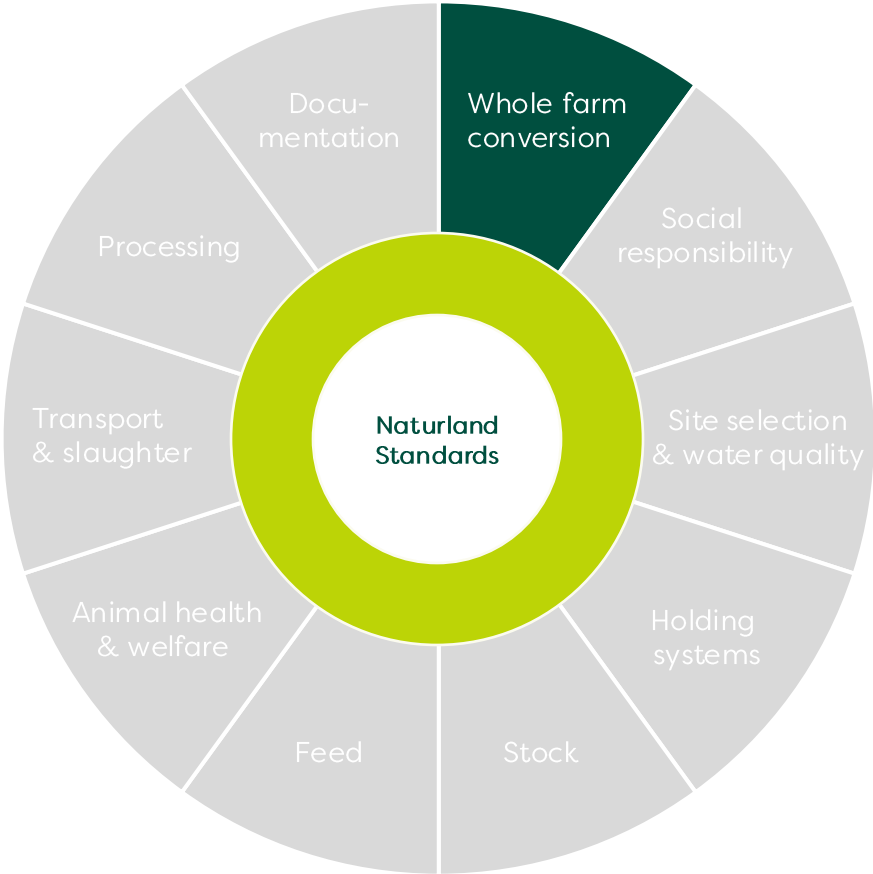 Whole farm
conversion
Social
responsibility
Site selection
& water quality
Holding
systems
Stock
Feed
Animal health
& welfare
Transport
& slaughter
Processing
Docu-
mentation
Naturland
Standards